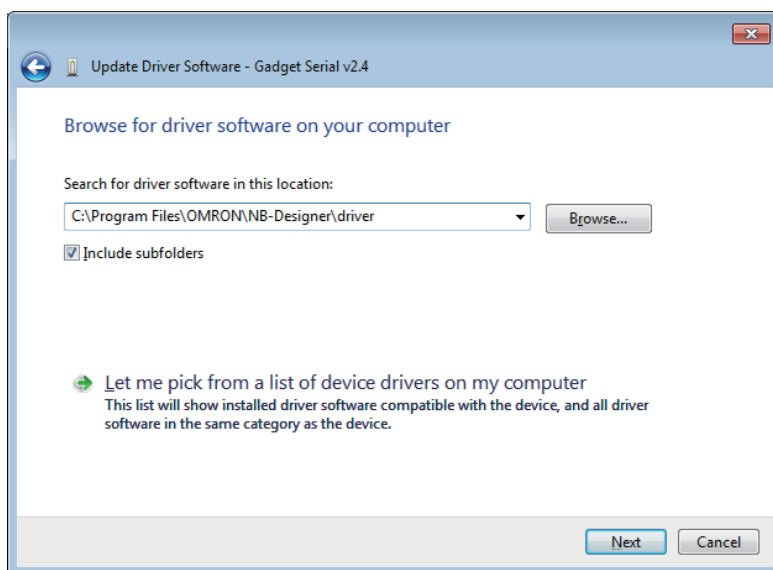 Update Driver Software - Gadget Serial v2.4
Browse for driver software on your computer
Search for driver software in this location:
C:\Program Files\OMRON\NB-Designer\driver
Browse...
Include subfolders
Let me pick from a list of device drivers on my computer
This list will show installed driver software compatible with the device, and all driver
software in the same category as the device.
Next
Cancel